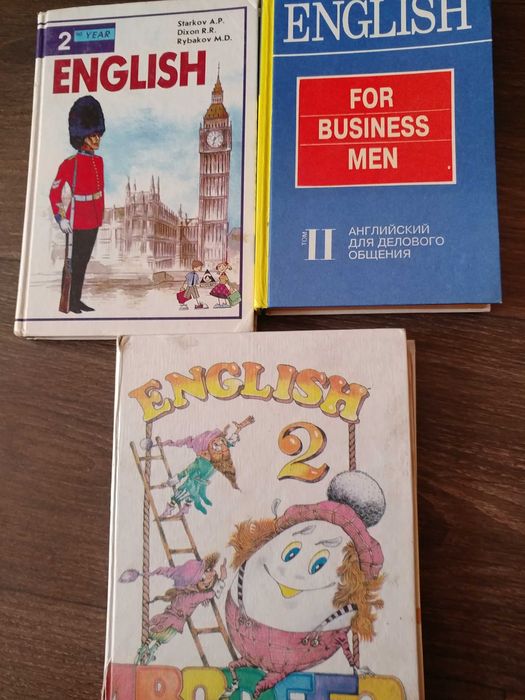 2ND YEAR
Starkov A.P.
Dixon R.R.
Rybakov M.D.
ENGLISH
ENGLISH
FOR
BUSINESS
MEN
ТОМ II
АНГЛИЙСКИЙ
ДЛЯ ДЕЛОВОГО
ОБЩЕНИЯ
ENGLISH
2